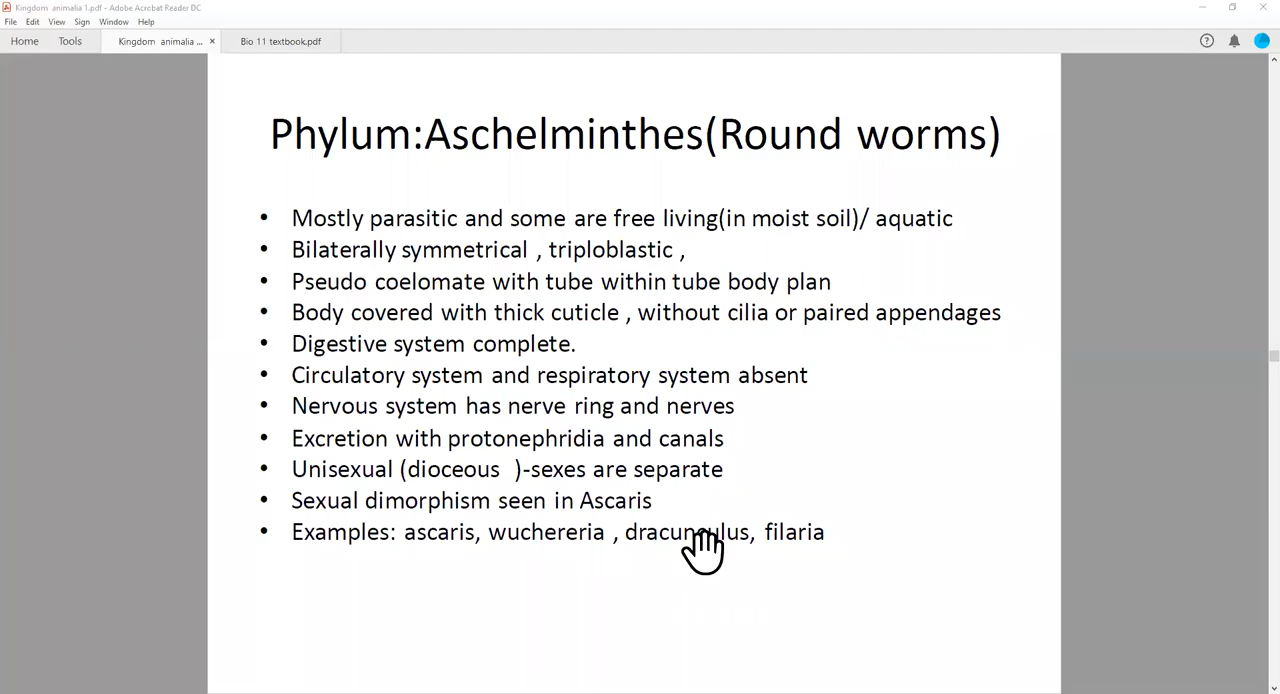 Kingdom animalia 1.pdf - Adobe Acrobat Reader DC
File Edit View Sign Window Help
Home Tools Kingdom animalia ... × Bio 11 textbook.pdf
Phylum:Aschelminthes(Round worms)
• Mostly parasitic and some are free living(in moist soil)/ aquatic
• Bilaterally symmetrical , triploblastic ,
• Pseudo coelomate with tube within tube body plan
• Body covered with thick cuticle , without cilia or paired appendages
• Digestive system complete.
• Circulatory system and respiratory system absent
• Nervous system has nerve ring and nerves
• Excretion with protonephridia and canals
• Unisexual (dioceous )-sexes are separate
• Sexual dimorphism seen in Ascaris
• Examples: ascaris, wuchereria , dracunculus, filaria